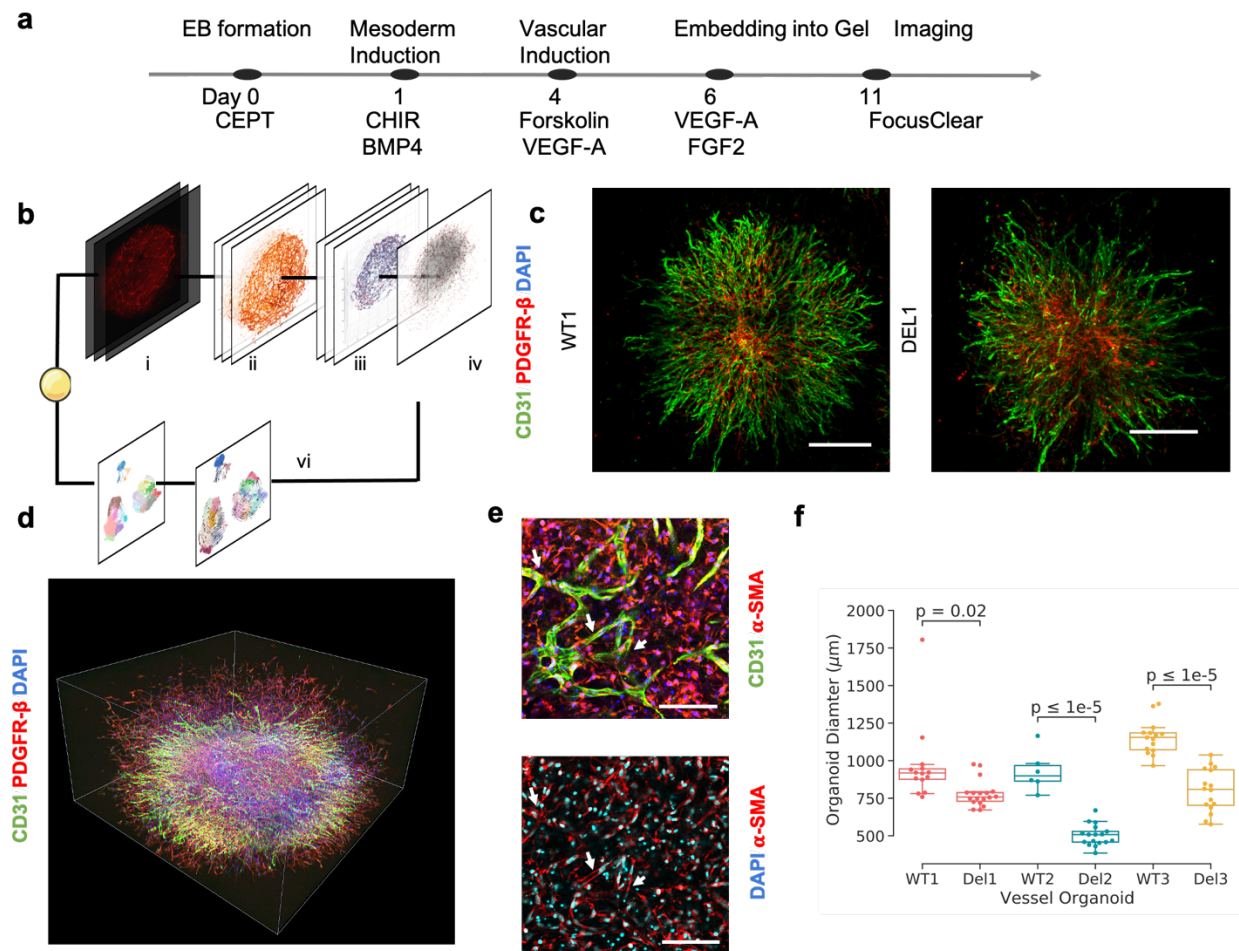 a
EB formation
Mesoderm
Induction
Vascular
Induction
Embedding into Gel
Imaging
Day 0
1
4
6
11
CEPT
CHIR
BMP4
Forskolin
VEGF-A
VEGF-A
FGF2
FocusClear
b
i
ii
iii
iv
vi
c
CD31 PDGFR-β DAPI
WT1
DEL1
d
CD31 PDGFR-β DAPI
e
CD31 α-SMA
DAPI α-SMA
f
Organoid Diamter (μm)
2000
1750
1500
1250
1000
750
500
p = 0.02
p ≤ 1e-5
p ≤ 1e-5
WT1 Del1 WT2 Del2 WT3 Del3
Vessel Organoid